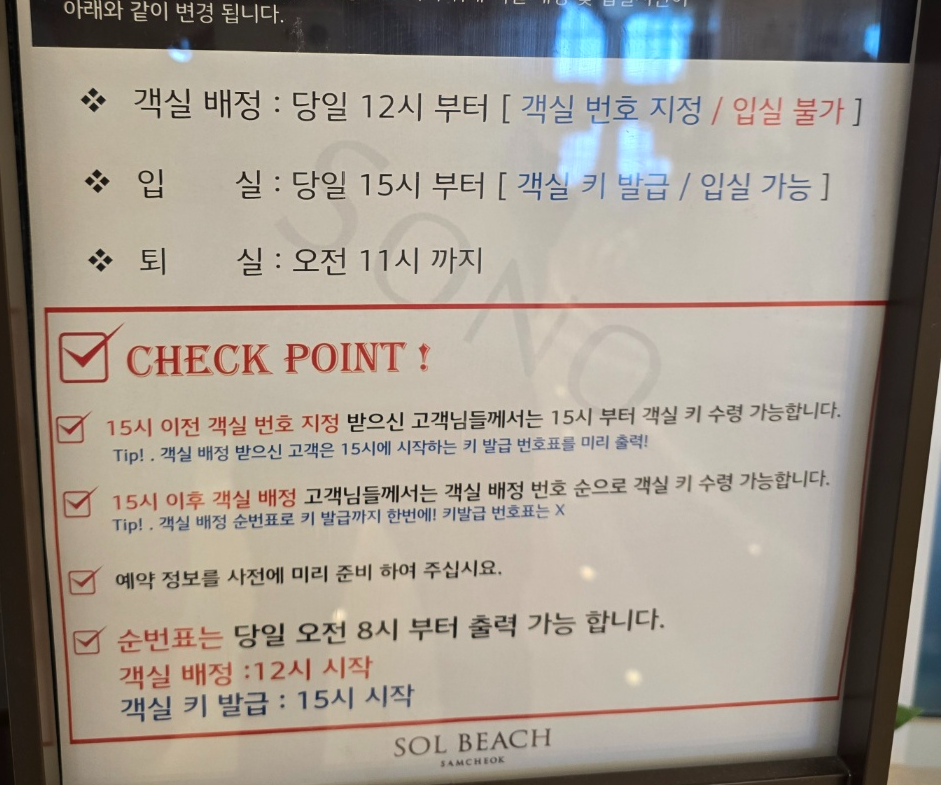 아래와 같이 변경 됩니다.
❖ 객실 배정 : 당일 12시 부터 [ 객실 번호 지정 / 입실 불가 ]
❖ 입 실 : 당일 15시 부터 [ 객실 키 발급 / 입실 가능 ]
❖ 퇴 실 : 오전 11시 까지
SONO
CHECK POINT !
15시 이전 객실 번호 지정 받으신 고객님들께서는 15시 부터 객실 키 수령 가능합니다.
Tip! . 객실 배정 받으신 고객은 15시에 시작하는 키 발급 번호표를 미리 출력!
15시 이후 객실 배정 고객님들께서는 객실 배정 번호 순으로 객실 키 수령 가능합니다.
Tip! . 객실 배정 순번표로 키 발급까지 한번에! 키발급 번호표는 X
예약 정보를 사전에 미리 준비 하여 주십시요.
순번표는 당일 오전 8시 부터 출력 가능 합니다.
객실 배정 :12시 시작
객실 키 발급 : 15시 시작
SOL BEACH
SAMCHEOK